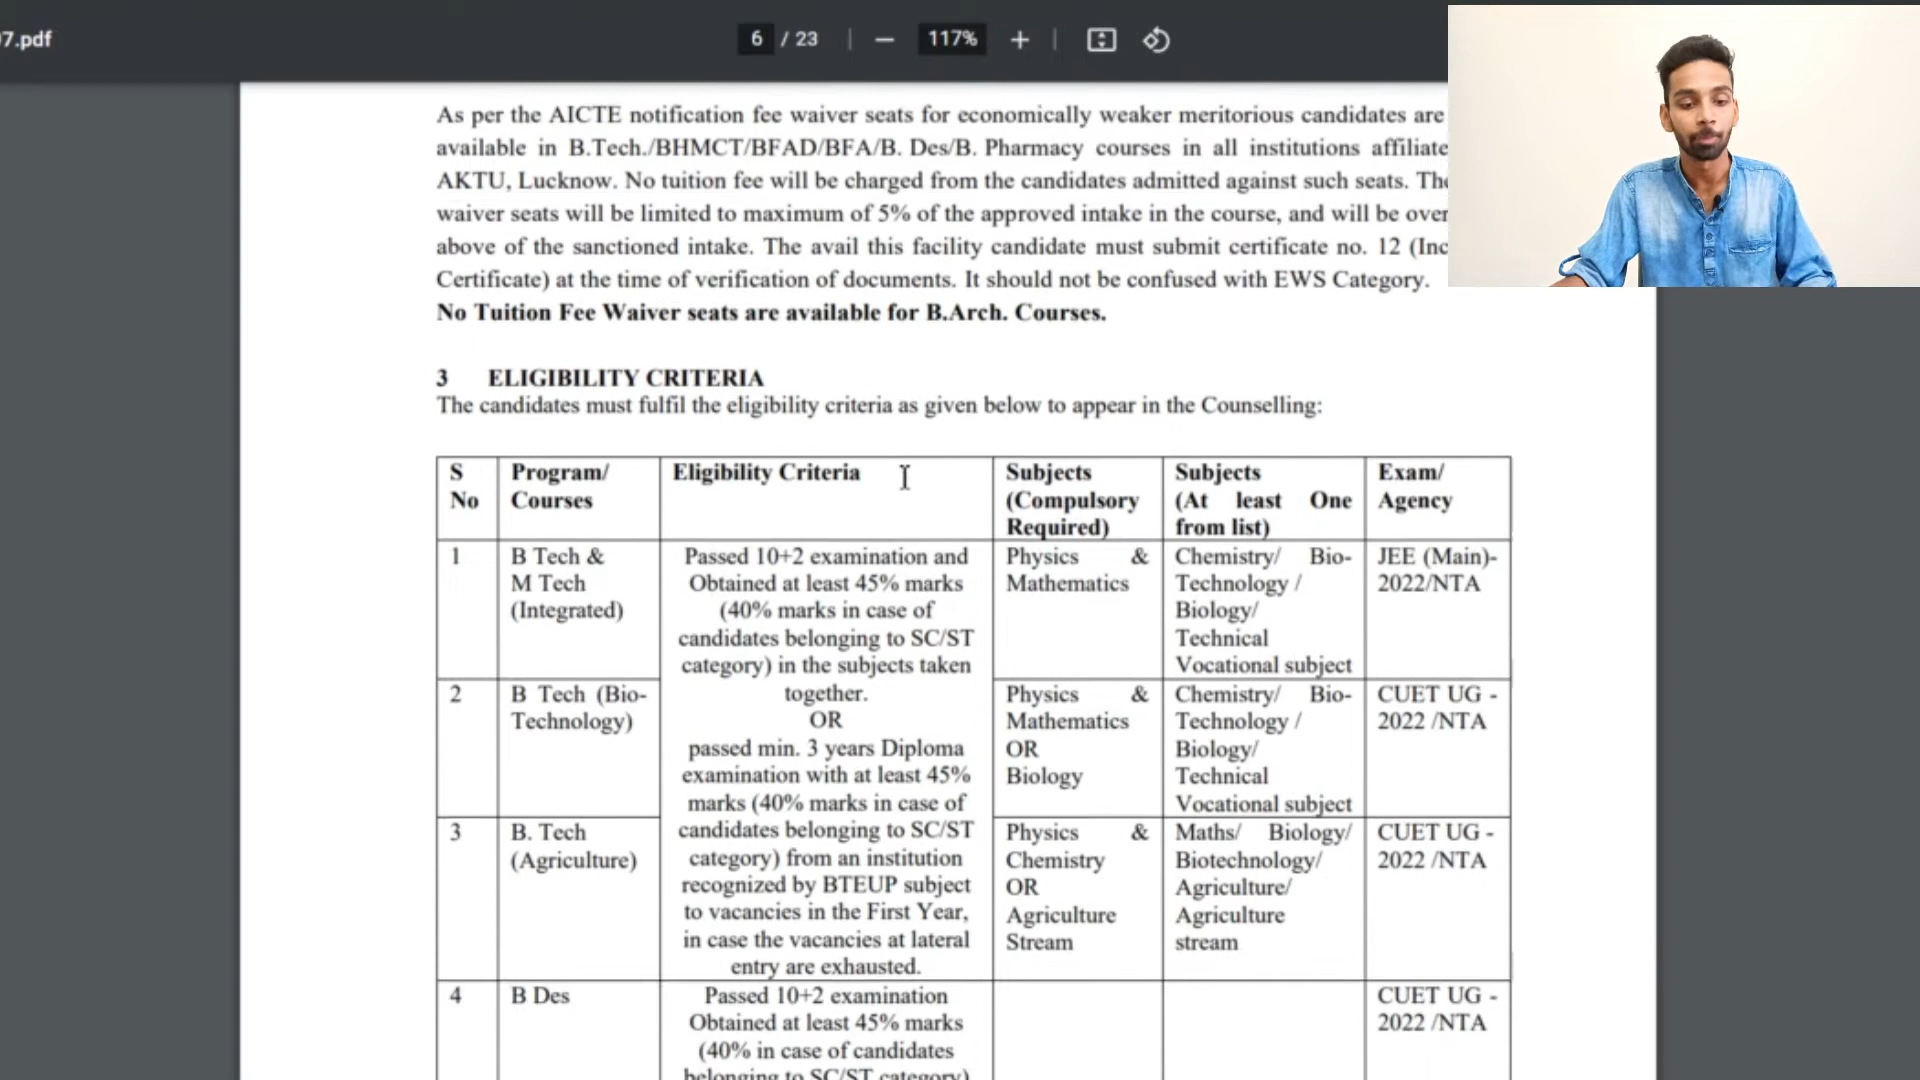 7.pdf
6 / 23
117%
As per the AICTE notification fee waiver seats for economically weaker meritorious candidates are
available in B.Tech./BHMCT/BFAD/BFA/B. Des/B. Pharmacy courses in all institutions affiliate
AKTU, Lucknow. No tuition fee will be charged from the candidates admitted against such seats. The
waiver seats will be limited to maximum of 5% of the approved intake in the course, and will be over
above of the sanctioned intake. The avail this facility candidate must submit certificate no. 12 (Inc
Certificate) at the time of verification of documents. It should not be confused with EWS Category.
No Tuition Fee Waiver seats are available for B.Arch. Courses.
3 ELIGIBILITY CRITERIA
The candidates must fulfil the eligibility criteria as given below to appear in the Counselling:
S No
Program/
Courses
Eligibility Criteria
Subjects
(Compulsory
Required)
Subjects
(At least One
from list)
Exam/
Agency
1
B Tech &
M Tech
(Integrated)
Passed 10+2 examination and
Obtained at least 45% marks
(40% marks in case of
candidates belonging to SC/ST
category) in the subjects taken
together.
OR
passed min. 3 years Diploma
examination with at least 45%
marks (40% marks in case of
candidates belonging to SC/ST
category) from an institution
recognized by BTEUP subject
to vacancies in the First Year,
in case the vacancies at lateral
entry are exhausted.
Physics &
Mathematics
Chemistry/ Bio-
Technology /
Biology/
Technical
Vocational subject
JEE (Main)-
2022/NTA
2
B Tech (Bio-
Technology)
Physics &
Mathematics
OR
Biology
Chemistry/ Bio-
Technology /
Biology/
Technical
Vocational subject
CUET UG -
2022 /NTA
3
B. Tech
(Agriculture)
Physics &
Chemistry
OR
Agriculture
Stream
Maths/ Biology/
Biotechnology/
Agriculture/
Agriculture
stream
CUET UG -
2022 /NTA
4
B Des
Passed 10+2 examination
Obtained at least 45% marks
(40% in case of candidates
belonging to SC/ST category)
CUET UG -
2022 /NTA